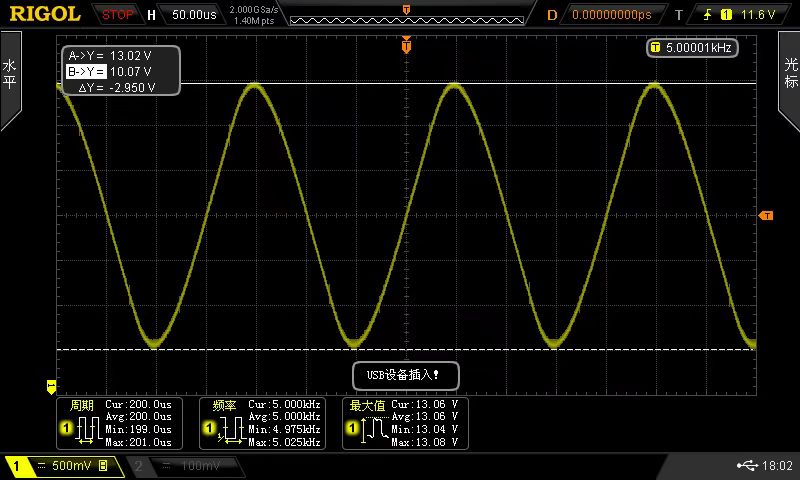 RIGOL STOP H 50.00us 2.000GSa/s 1.40M pts D 0.00000000ps T 1 11.6 V
水平
A->Y = 13.02 V
B->Y = 10.07 V
ΔY = -2.950 V
T
T 5.00001kHz
光标
T
USB设备插入!
1
周期
Cur:200.0us
Avg:200.0us
Min:199.0us
Max:201.0us
1
频率
Cur:5.000kHz
Avg:5.000kHz
Min:4.975kHz
Max:5.025kHz
1
最大值
Cur:13.06 V
Avg:13.06 V
Min:13.04 V
Max:13.08 V
1
1 = 500mV B 2 = 100mV 18:02